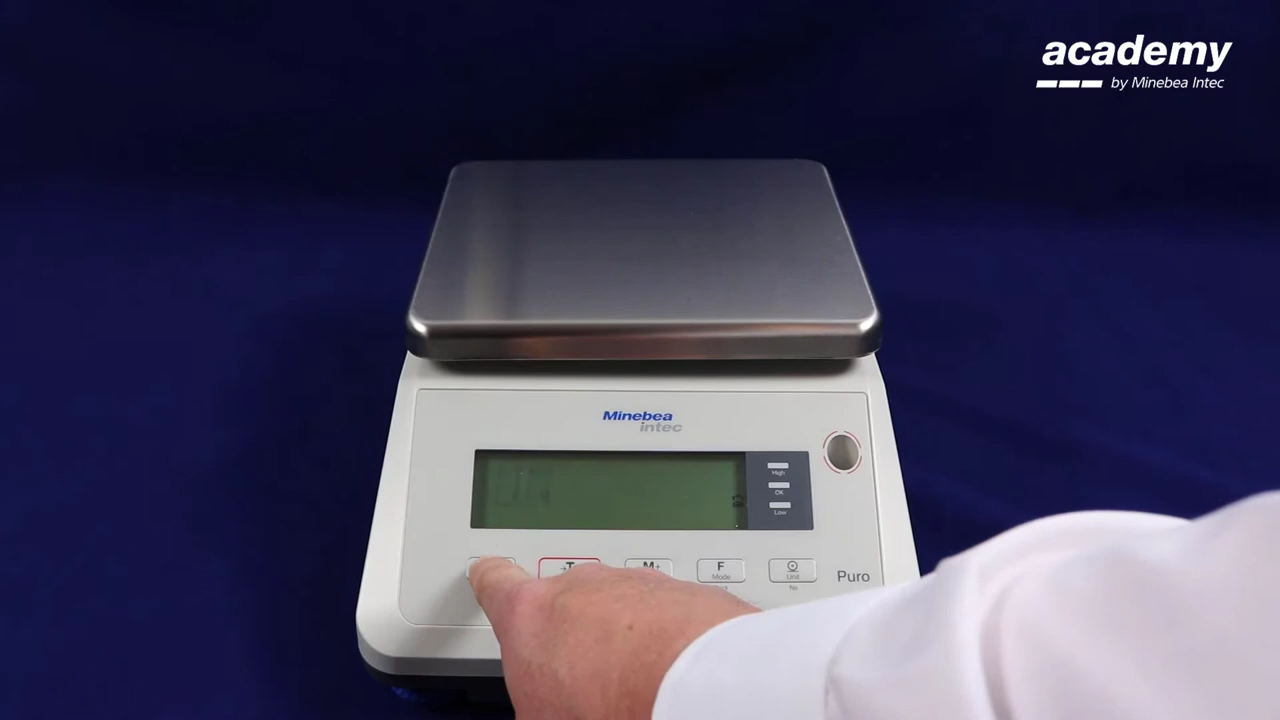 academy
by Minebea Intec
Minebea
intec
High
OK
Low
→T
M+
F
Mode
Unit
No
Puro